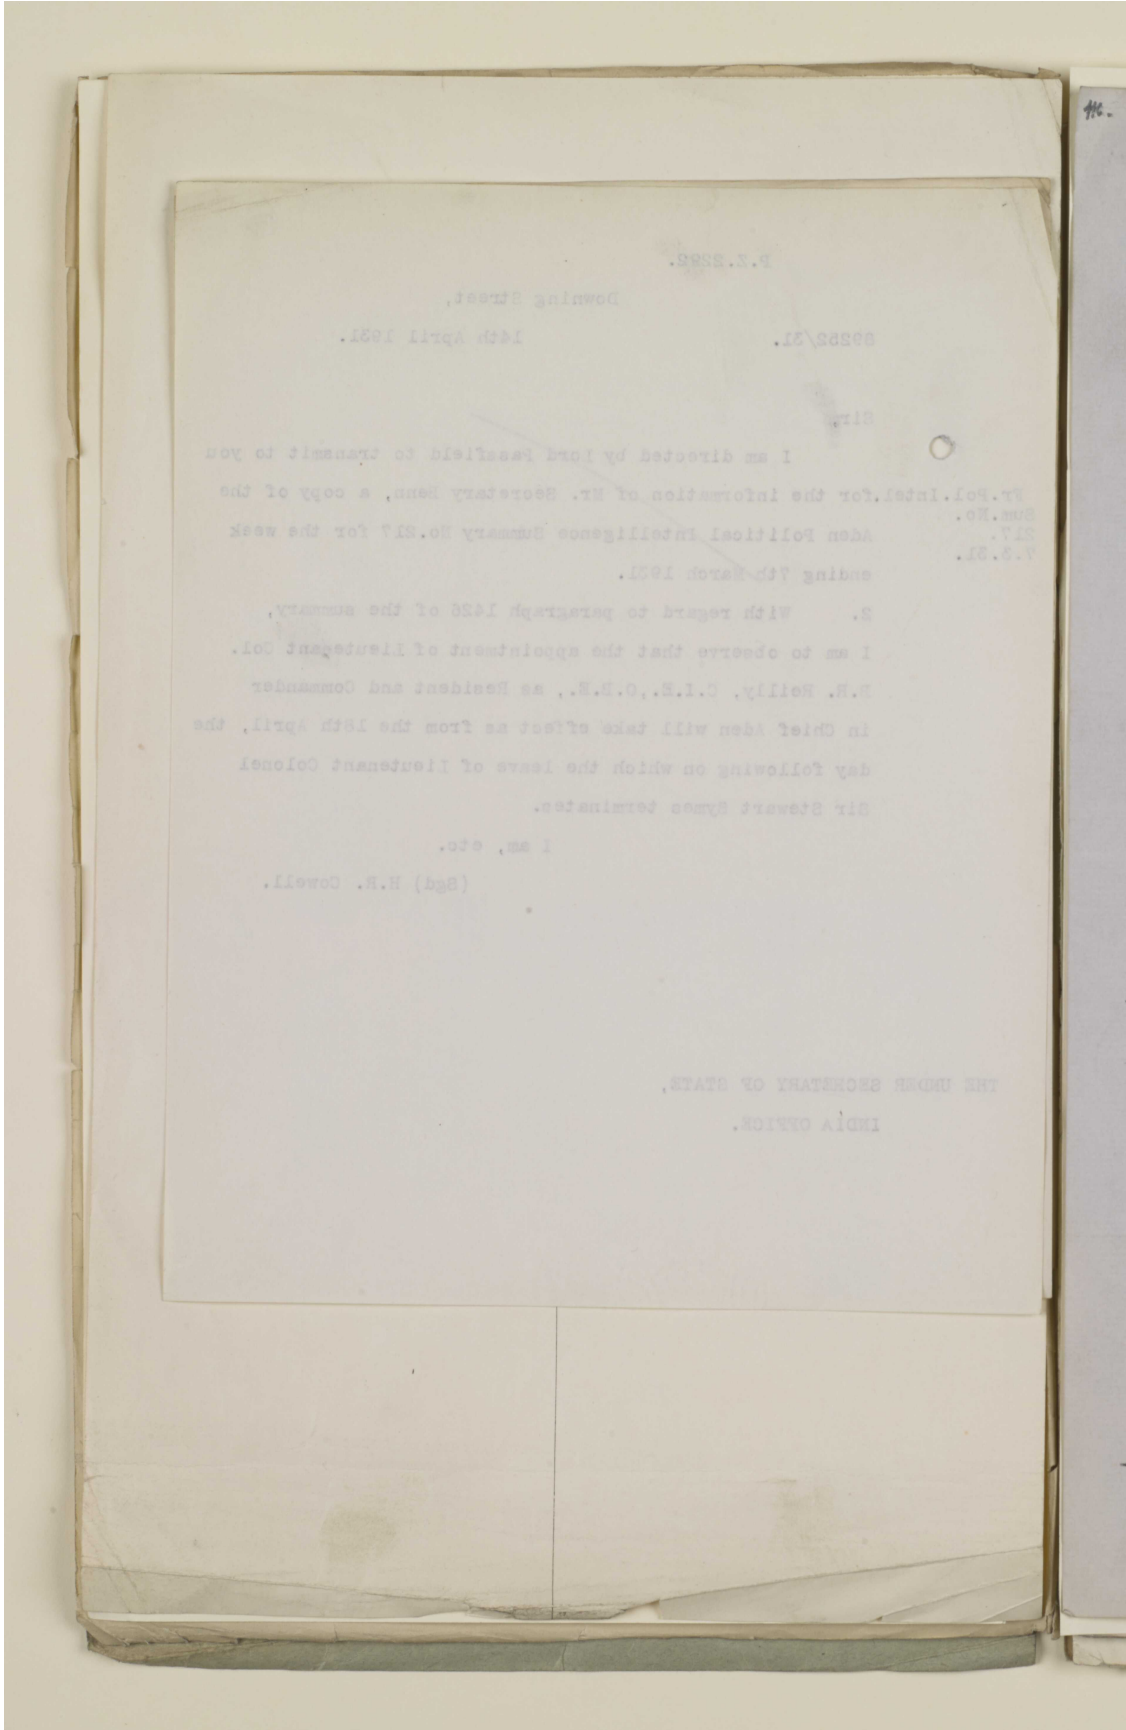 P.Z.2292.
Downing Street,
89252/31. 14th April 1931.
Sir,
I am directed by Lord Passfield to transmit to you
for the information of Mr. Secretary Benn, a copy of the
Aden Political Intelligence Summary No.217 for the week
ending 7th March 1931.
Fr.Pol.Intel.
Sum.No.
217.
7.3.31.
2. With regard to paragraph 1426 of the summary,
I am to observe that the appointment of Lieutenant Col.
B.R. Reilly, C.I.E.,O.B.E., as Resident and Commander
in Chief Aden will take effect as from the 18th April, the
day following on which the leave of Lieutenant Colonel
Sir Stewart Symes terminates.
I am, etc.
(Sgd) H.R. Cowell.
THE UNDER SECRETARY OF STATE,
INDIA OFFICE.